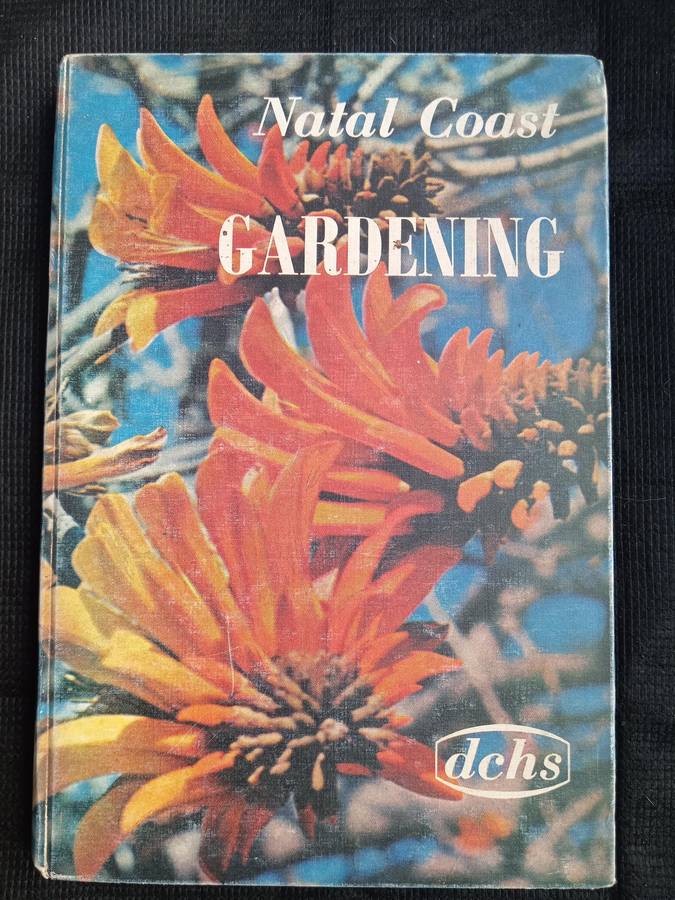 Natal Coast
GARDENING
dchs